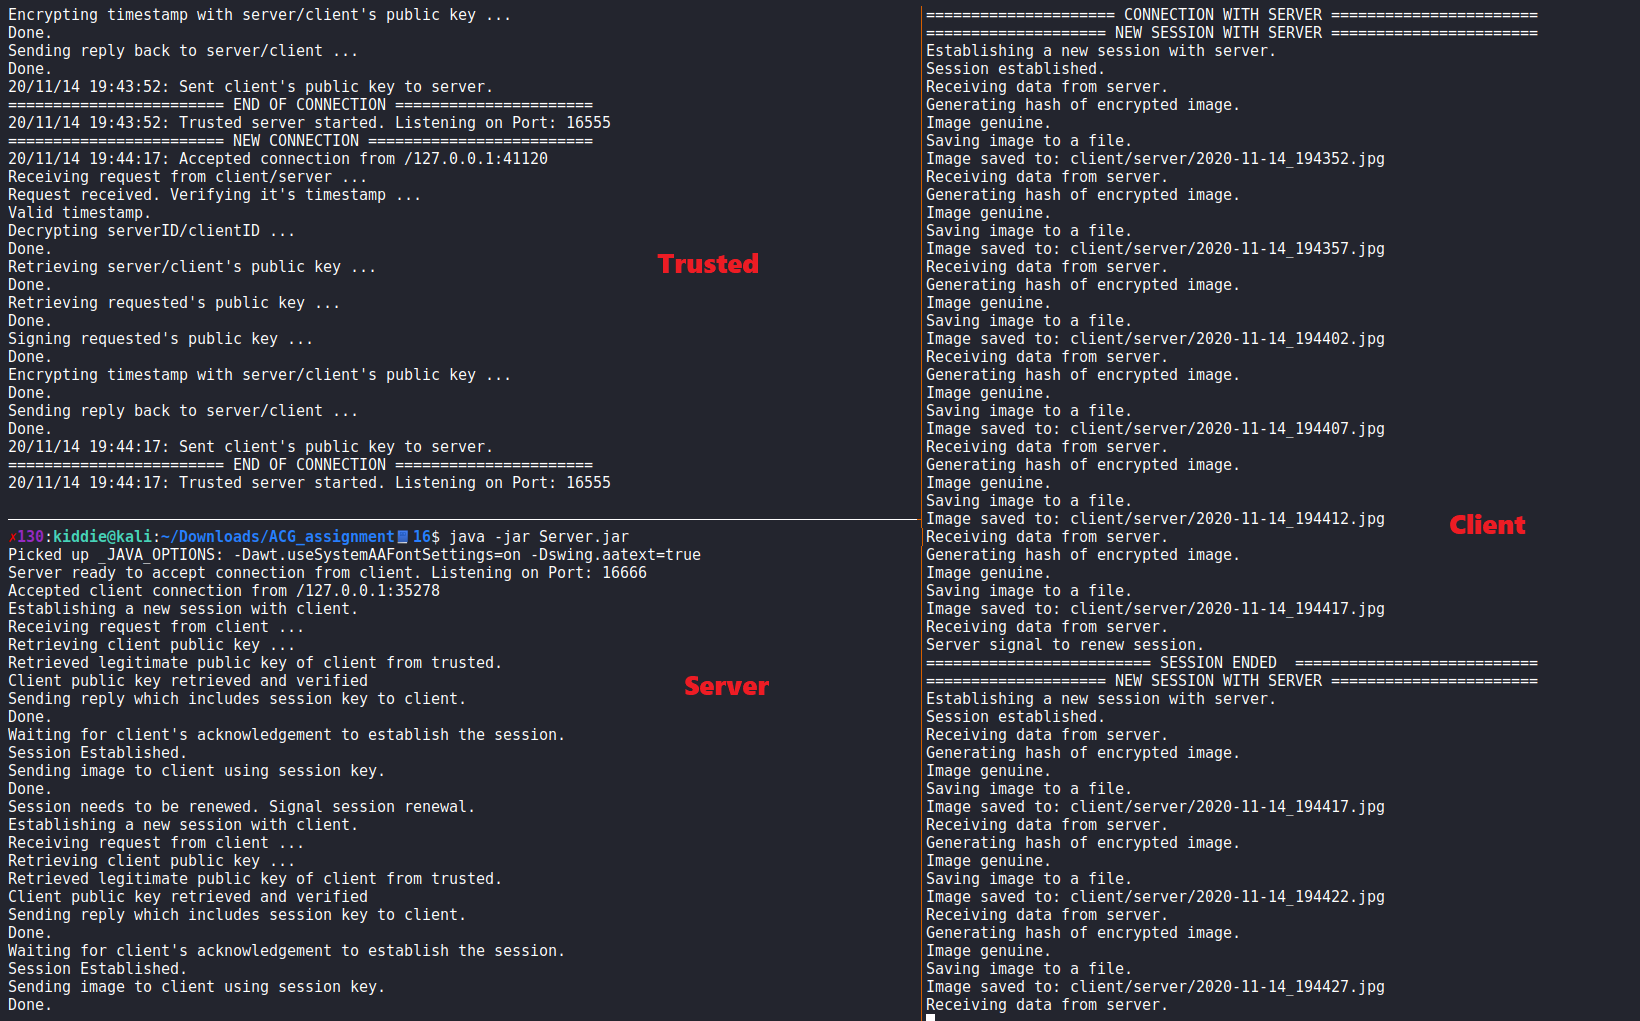 Encrypting timestamp with server/client's public key ...
Done.
Sending reply back to server/client ...
Done.
20/11/14 19:43:52: Sent client's public key to server.
======================== END OF CONNECTION ======================
20/11/14 19:43:52: Trusted server started. Listening on Port: 16555
======================== NEW CONNECTION =========================
20/11/14 19:44:17: Accepted connection from /127.0.0.1:41120
Receiving request from client/server ...
Request received. Verifying it's timestamp ...
Valid timestamp.
Decrypting serverID/clientID ...
Done.
Retrieving server/client's public key ...
Done.
Retrieving requested's public key ...
Done.
Signing requested's public key ...
Done.
Encrypting timestamp with server/client's public key ...
Done.
Sending reply back to server/client ...
Done.
20/11/14 19:44:17: Sent client's public key to server.
======================== END OF CONNECTION ======================
20/11/14 19:44:17: Trusted server started. Listening on Port: 16555
Trusted
✗130:kiddie@kali:~/Downloads/ACG_assignment 16$ java -jar Server.jar
Picked up _JAVA_OPTIONS: -Dawt.useSystemAAFontSettings=on -Dswing.aatext=true
Server ready to accept connection from client. Listening on Port: 16666
Accepted client connection from /127.0.0.1:35278
Establishing a new session with client.
Receiving request from client ...
Retrieving client public key ...
Retrieved legitimate public key of client from trusted.
Client public key retrieved and verified
Sending reply which includes session key to client.
Done.
Waiting for client's acknowledgement to establish the session.
Session Established.
Sending image to client using session key.
Done.
Session needs to be renewed. Signal session renewal.
Establishing a new session with client.
Receiving request from client ...
Retrieving client public key ...
Retrieved legitimate public key of client from trusted.
Client public key retrieved and verified
Sending reply which includes session key to client.
Done.
Waiting for client's acknowledgement to establish the session.
Session Established.
Sending image to client using session key.
Done.
Server
===================== CONNECTION WITH SERVER =======================
==================== NEW SESSION WITH SERVER =======================
Establishing a new session with server.
Session established.
Receiving data from server.
Generating hash of encrypted image.
Image genuine.
Saving image to a file.
Image saved to: client/server/2020-11-14_194352.jpg
Receiving data from server.
Generating hash of encrypted image.
Image genuine.
Saving image to a file.
Image saved to: client/server/2020-11-14_194357.jpg
Receiving data from server.
Generating hash of encrypted image.
Image genuine.
Saving image to a file.
Image saved to: client/server/2020-11-14_194402.jpg
Receiving data from server.
Generating hash of encrypted image.
Image genuine.
Saving image to a file.
Image saved to: client/server/2020-11-14_194407.jpg
Receiving data from server.
Generating hash of encrypted image.
Image genuine.
Saving image to a file.
Image saved to: client/server/2020-11-14_194412.jpg
Receiving data from server.
Generating hash of encrypted image.
Image genuine.
Saving image to a file.
Image saved to: client/server/2020-11-14_194417.jpg
Receiving data from server.
Server signal to renew session.
========================= SESSION ENDED  ===========================
==================== NEW SESSION WITH SERVER =======================
Establishing a new session with server.
Session established.
Receiving data from server.
Generating hash of encrypted image.
Image genuine.
Saving image to a file.
Image saved to: client/server/2020-11-14_194417.jpg
Receiving data from server.
Generating hash of encrypted image.
Image genuine.
Saving image to a file.
Image saved to: client/server/2020-11-14_194422.jpg
Receiving data from server.
Generating hash of encrypted image.
Image genuine.
Saving image to a file.
Image saved to: client/server/2020-11-14_194427.jpg
Receiving data from server.
Client